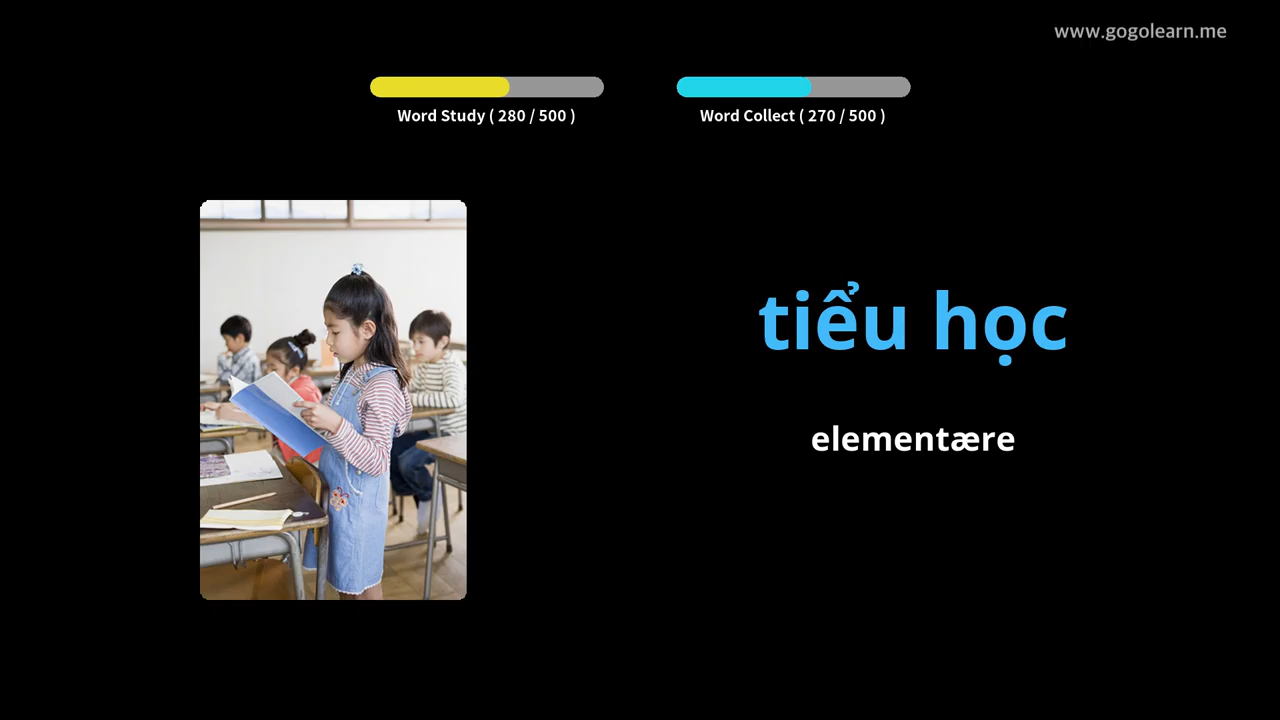 www.gogolearn.me
Word Study ( 280 / 500 )
Word Collect ( 270 / 500 )
tiểu học
elementære